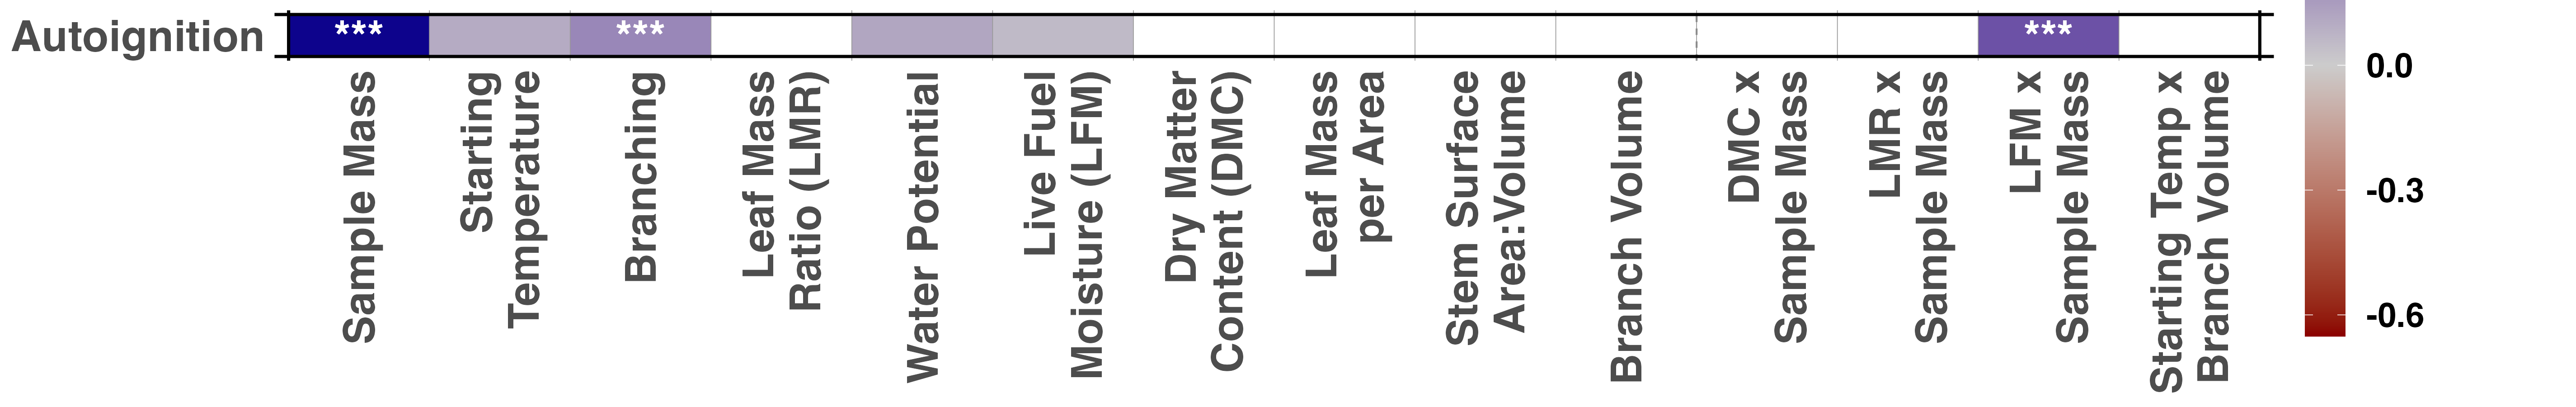 Autoignition
***
***
***
Sample Mass
Starting
Temperature
Branching
Leaf Mass
Ratio (LMR)
Water Potential
Live Fuel
Moisture (LFM)
Dry Matter
Content (DMC)
Leaf Mass
per Area
Stem Surface
Area:Volume
Branch Volume
DMC x
Sample Mass
LMR x
Sample Mass
LFM x
Sample Mass
Starting Temp x
Branch Volume
0.0
-0.3
-0.6